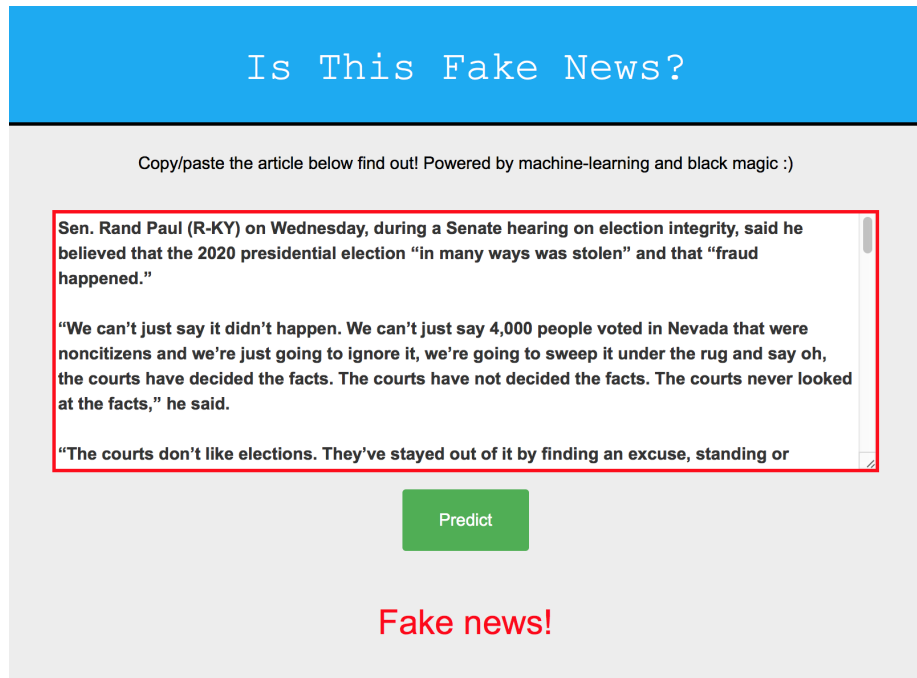 Is This Fake News?
Copy/paste the article below find out! Powered by machine-learning and black magic :)
Sen. Rand Paul (R-KY) on Wednesday, during a Senate hearing on election integrity, said he
believed that the 2020 presidential election “in many ways was stolen” and that “fraud
happened.”
“We can’t just say it didn’t happen. We can’t just say 4,000 people voted in Nevada that were
noncitizens and we’re just going to ignore it, we’re going to sweep it under the rug and say oh,
the courts have decided the facts. The courts have not decided the facts. The courts never looked
at the facts,” he said.
“The courts don’t like elections. They’ve stayed out of it by finding an excuse, standing or
Predict
Fake news!